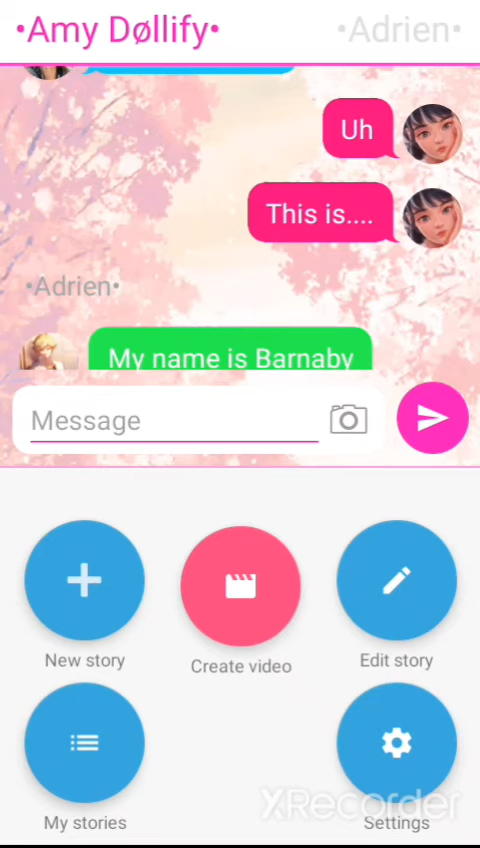 •Amy Døllify•
•Adrien•
Uh
This is....
•Adrien•
My name is Barnaby
Message
New story
Create video
Edit story
My stories
Settings
XRecorder